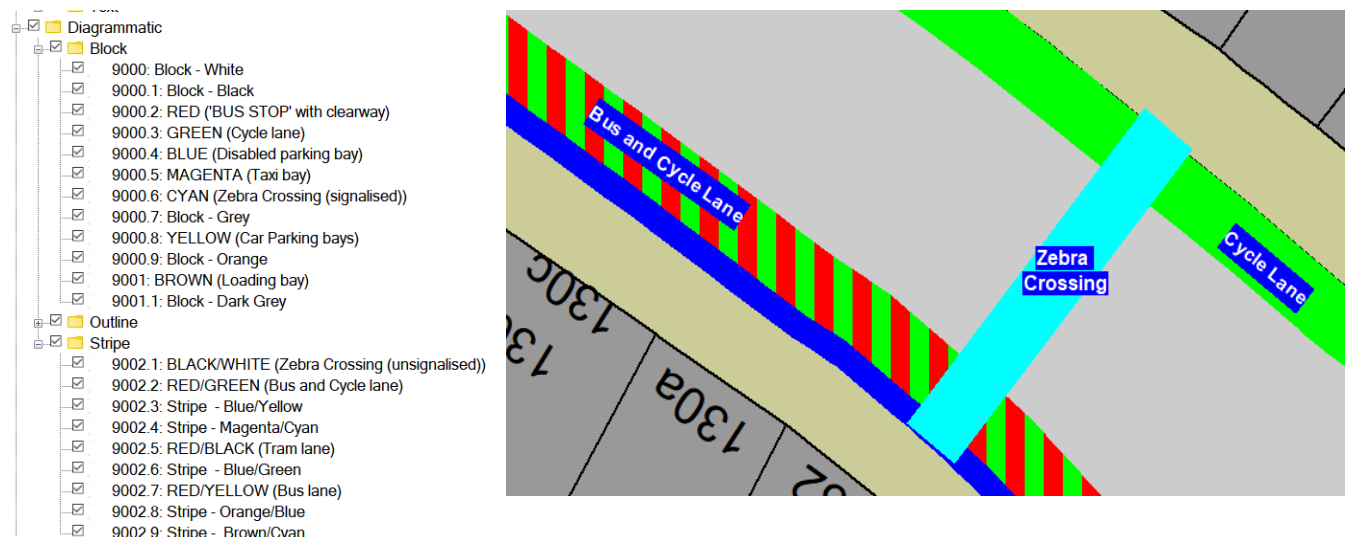 Text
Diagrammatic
Block
9000: Block - White
9000.1: Block - Black
9000.2: RED ('BUS STOP' with clearway)
9000.3: GREEN (Cycle lane)
9000.4: BLUE (Disabled parking bay)
9000.5: MAGENTA (Taxi bay)
9000.6: CYAN (Zebra Crossing (signalised))
9000.7: Block - Grey
9000.8: YELLOW (Car Parking bays)
9000.9: Block - Orange
9001: BROWN (Loading bay)
9001.1: Block - Dark Grey
Outline
Stripe
9002.1: BLACK/WHITE (Zebra Crossing (unsignalised))
9002.2: RED/GREEN (Bus and Cycle lane)
9002.3: Stripe - Blue/Yellow
9002.4: Stripe - Magenta/Cyan
9002.5: RED/BLACK (Tram lane)
9002.6: Stripe - Blue/Green
9002.7: RED/YELLOW (Bus lane)
9002.8: Stripe - Orange/Blue
9002.9: Stripe - Brown/Cyan
Bus and Cycle Lane
Zebra
Crossing
Cycle Lane
130c
130a